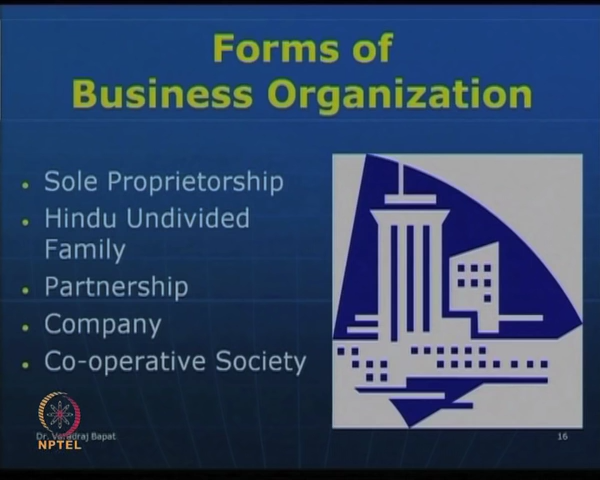 Forms of
Business Organization
Sole Proprietorship
Hindu Undivided
Family
Partnership
Company
Co-operative Society
Dr. Varadraj Bapat
NPTEL
16